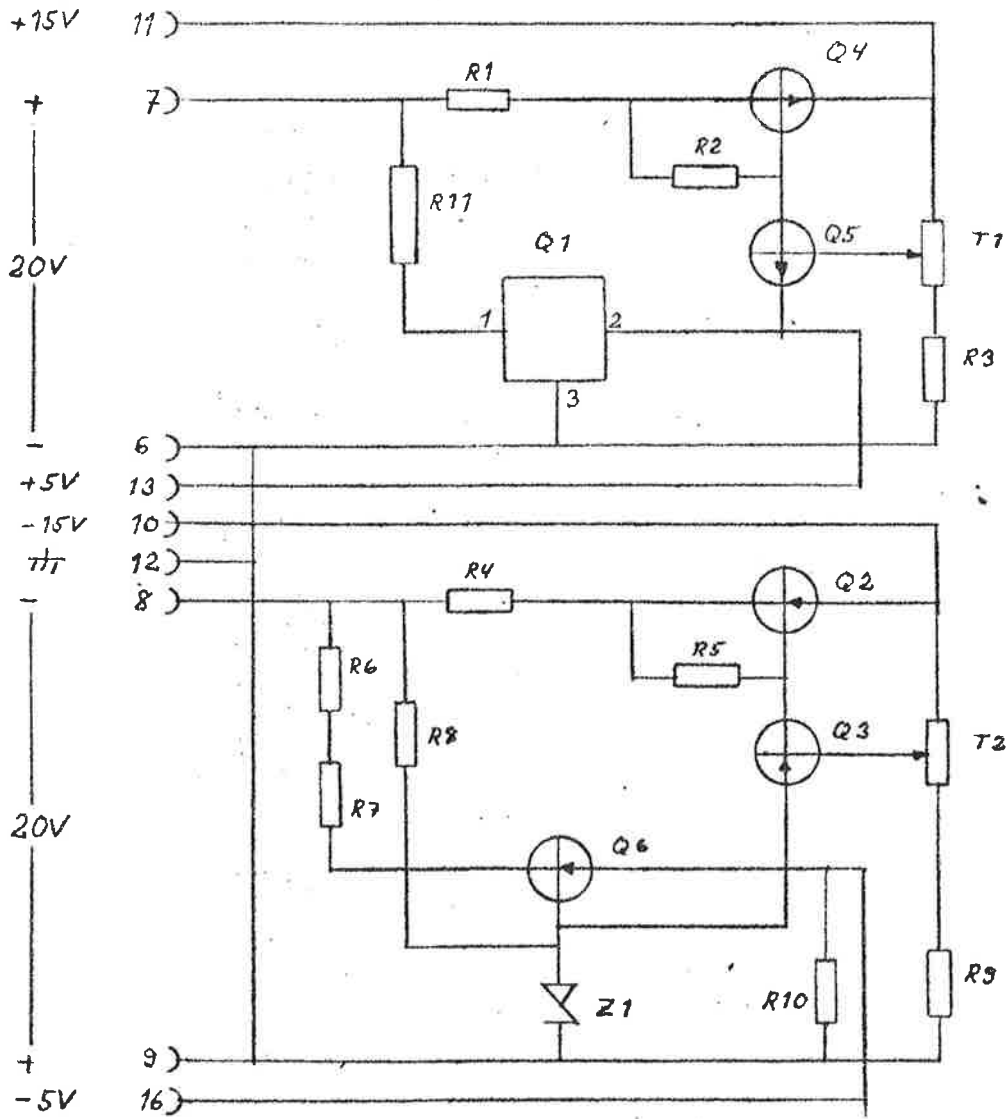 +15V 11
Q4
R1
+ 7
R2
R11
Q1
Q5
T1
20V
1 2
R3
3
- 6
+5V 13
-15V 10
12
- 8
R4
Q2
R6
R5
R8
Q3
T2
R7
20V
Q6
R9
Z1
R10
+ 9
-5V 16